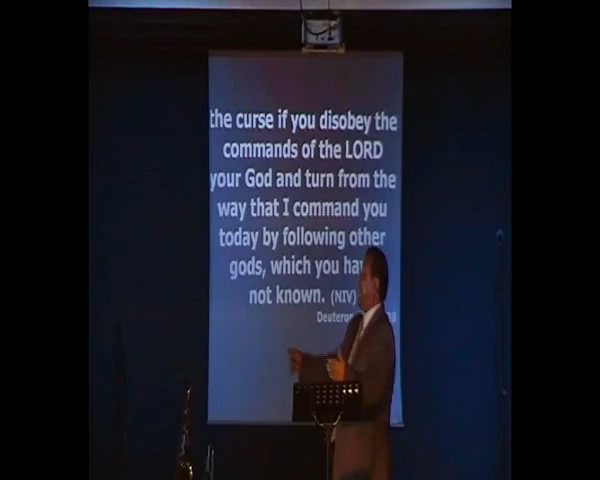 the curse if you disobey the
commands of the LORD
your God and turn from the
way that I command you
today by following other
gods, which you
not known. (NIV)